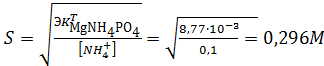 S = √(ЭК^T_MgNH4PO4 / [NH4^+]) = √(8,77·10^-3 / 0,1) = 0,296M